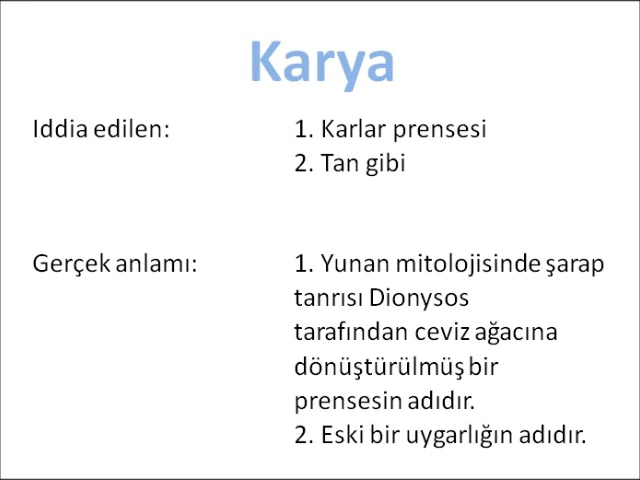 Karya
Iddia edilen: 1. Karlar prensesi
2. Tan gibi
Gerçek anlamı: 1. Yunan mitolojisinde şarap
tanrısı Dionysos
tarafından ceviz ağacına
dönüştürülmüş bir
prensesin adıdır.
2. Eski bir uygarlığın adıdır.